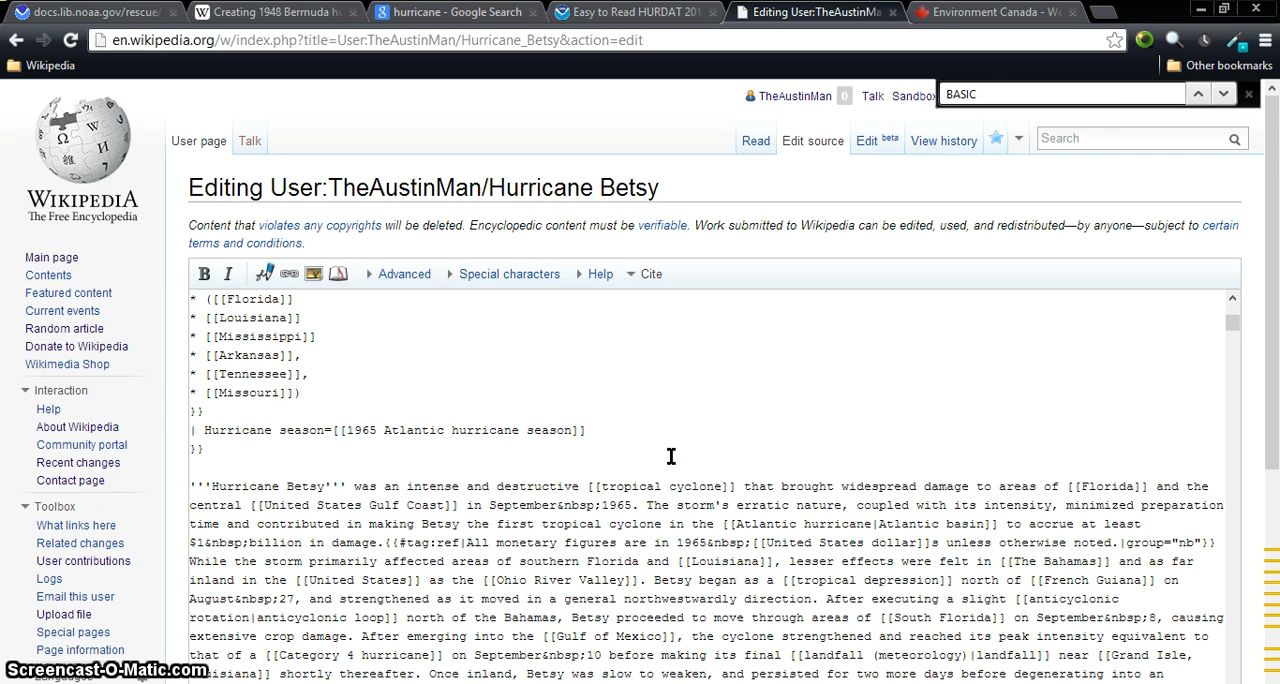 docs.lib.noaa.gov/rescue/ Creating 1948 Bermuda hu hurricane - Google Search Easy to Read HURDAT 201 Editing User:TheAustinMa Environment Canada - We
en.wikipedia.org/w/index.php?title=User:TheAustinMan/Hurricane_Betsy&action=edit
Wikipedia Other bookmarks
BASIC
TheAustinMan 0 Talk Sandbox
User page Talk Read Edit source Edit beta View history Search
WIKIPEDIA
The Free Encyclopedia
Editing User:TheAustinMan/Hurricane Betsy
Content that violates any copyrights will be deleted. Encyclopedic content must be verifiable. Work submitted to Wikipedia can be edited, used, and redistributed—by anyone—subject to certain
terms and conditions.
Main page
Contents
Featured content
Current events
Random article
Donate to Wikipedia
Wikimedia Shop
Interaction
Help
About Wikipedia
Community portal
Recent changes
Contact page
Toolbox
What links here
Related changes
User contributions
Logs
Email this user
Upload file
Special pages
Page information
B I Advanced Special characters Help Cite
* ([[Florida]]
* [[Louisiana]]
* [[Mississippi]]
* [[Arkansas]],
* [[Tennessee]],
* [[Missouri]])
}}
| Hurricane season=[[1965 Atlantic hurricane season]]
}}
'''Hurricane Betsy''' was an intense and destructive [[tropical cyclone]] that brought widespread damage to areas of [[Florida]] and the
central [[United States Gulf Coast]] in September&nbsp;1965. The storm's erratic nature, coupled with its intensity, minimized preparation
time and contributed in making Betsy the first tropical cyclone in the [[Atlantic hurricane|Atlantic basin]] to accrue at least
$1&nbsp;billion in damage.{{#tag:ref|All monetary figures are in 1965&nbsp;[[United States dollar]]s unless otherwise noted.|group="nb"}}
While the storm primarily affected areas of southern Florida and [[Louisiana]], lesser effects were felt in [[The Bahamas]] and as far
inland in the [[United States]] as the [[Ohio River Valley]]. Betsy began as a [[tropical depression]] north of [[French Guiana]] on
August&nbsp;27, and strengthened as it moved in a general northwestwardly direction. After executing a slight [[anticyclonic
rotation|anticyclonic loop]] north of the Bahamas, Betsy proceeded to move through areas of [[South Florida]] on September&nbsp;8, causing
extensive crop damage. After emerging into the [[Gulf of Mexico]], the cyclone strengthened and reached its peak intensity equivalent to
that of a [[Category 4 hurricane]] on September&nbsp;10 before making its final [[landfall (meteorology)|landfall]] near [[Grand Isle,
Louisiana]] shortly thereafter. Once inland, Betsy was slow to weaken, and persisted for two more days before degenerating into an
Screencast-O-Matic.com